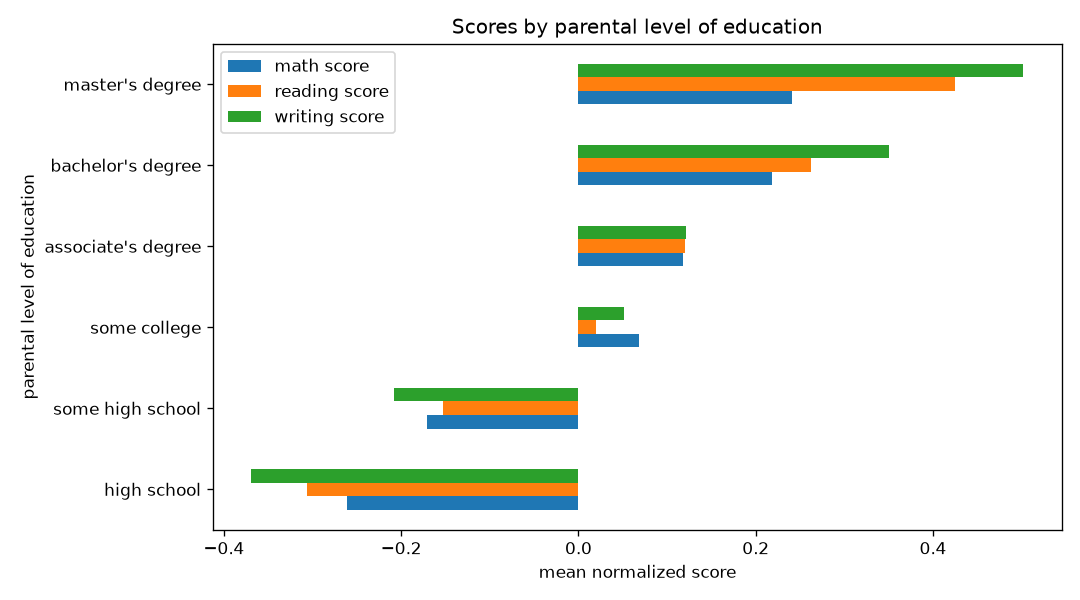 Scores by parental level of education
math score
reading score
writing score
parental level of education
master's degree
bachelor's degree
associate's degree
some college
some high school
high school
−0.4 −0.2 0.0 0.2 0.4
mean normalized score